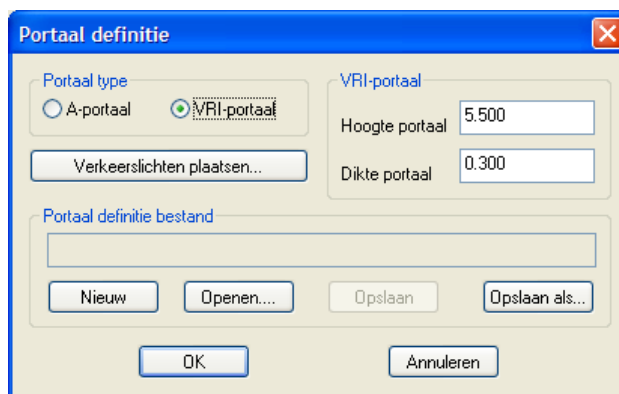 Portaal definitie
Portaal type
A-portaal
VRI-portaal
Verkeerslichten plaatsen...
VRI-portaal
Hoogte portaal
5.500
Dikte portaal
0.300
Portaal definitie bestand
Nieuw
Openen....
Opslaan
Opslaan als...
OK
Annuleren